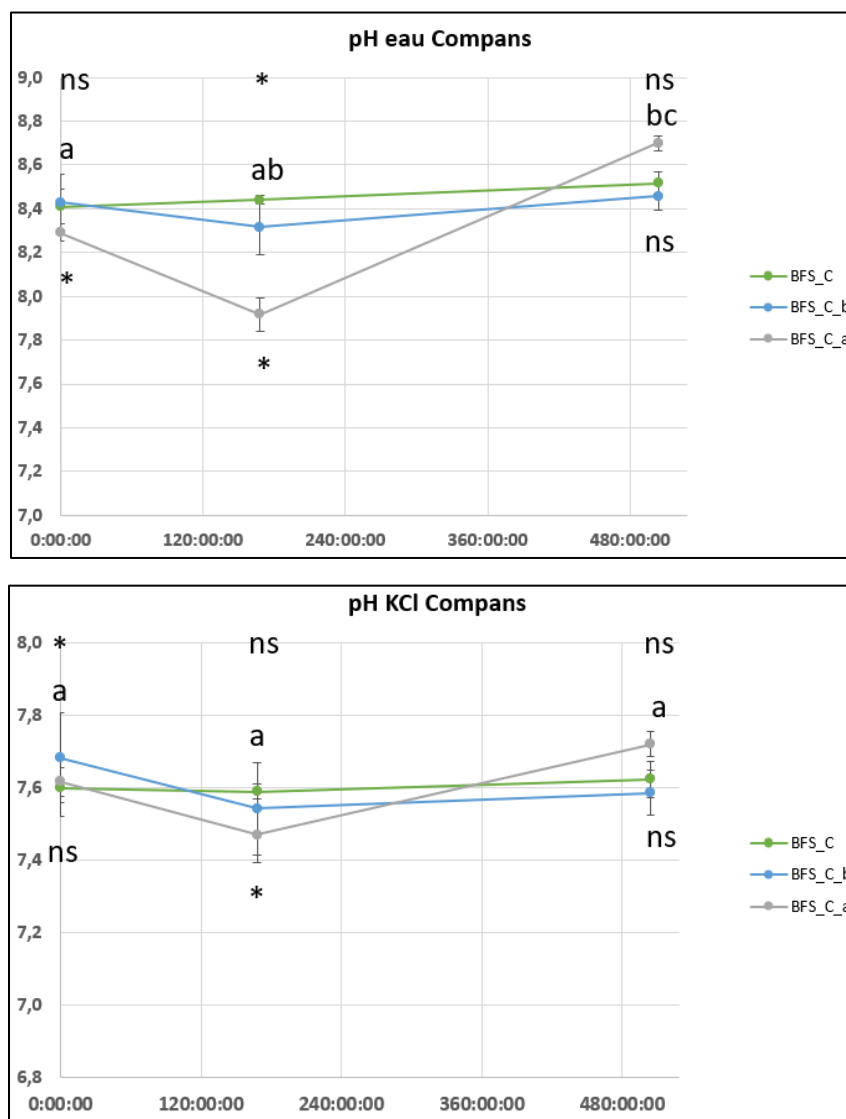 pH eau Compans
9,0
ns
*
ns
8,8
bc
8,6
a
ab
8,4
8,2
ns
*
BFS_C
8,0
BFS_C_b
7,8
BFS_C_a
*
7,6
7,4
7,2
7,0
0:00:00 120:00:00 240:00:00 360:00:00 480:00:00
pH KCl Compans
8,0
*
ns
ns
a
7,8
a
a
7,6
ns
ns
BFS_C
7,4
BFS_C_b
*
BFS_C_a
7,2
7,0
6,8
0:00:00 120:00:00 240:00:00 360:00:00 480:00:00